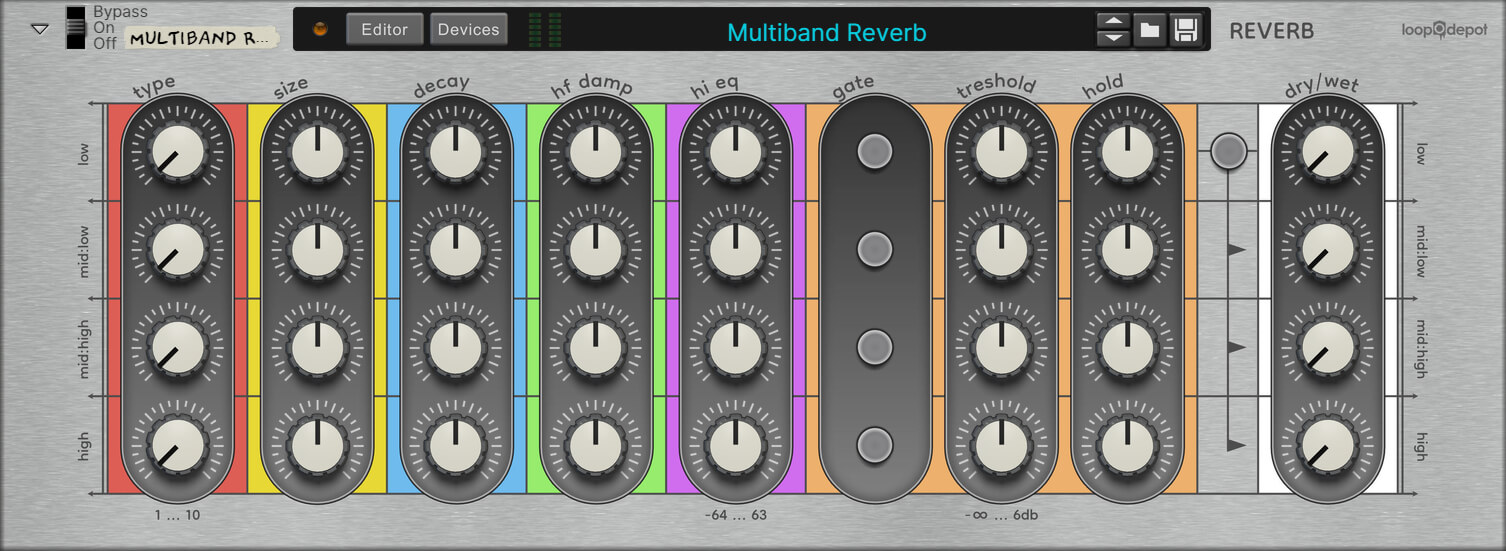 Bypass
On
Off
MULTIBAND R...
Editor
Devices
Multiband Reverb
REVERB
loopdepot
type
size
decay
hf damp
hi eq
gate
treshold
hold
dry/wet
low
low
mid:low
mid:low
mid:high
mid:high
high
high
1 ... 10
-64 ... 63
-∞ ... 6db